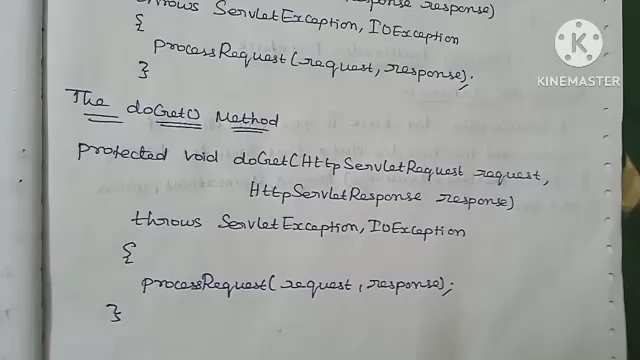 throws ServletException, IOException
{
processRequest(request, response);
}
The doGet() Method
protected void doGet(HttpServletRequest request,
HttpServletResponse response)
throws ServletException, IOException
{
processRequest(request, response);
}
KINEMASTER